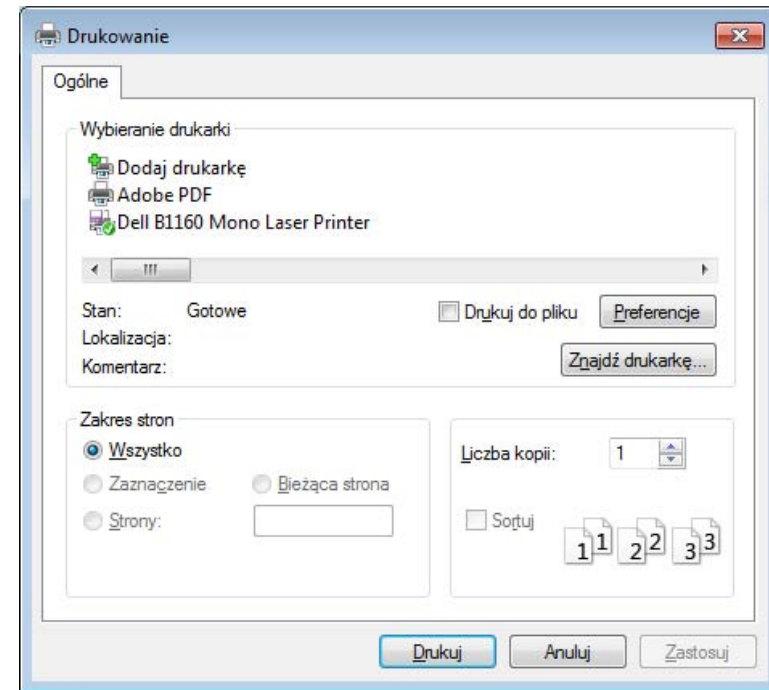 Drukowanie
Ogólne
Wybieranie drukarki
Dodaj drukarkę
Adobe PDF
Dell B1160 Mono Laser Printer
Stan: Gotowe
Drukuj do pliku Preferencje
Lokalizacja:
Komentarz:
Znajdź drukarkę...
Zakres stron
Wszystko
Zaznaczenie Bieżąca strona
Strony:
Liczba kopii: 1
Sortuj
1 1 2 2 3 3
Drukuj Anuluj Zastosuj